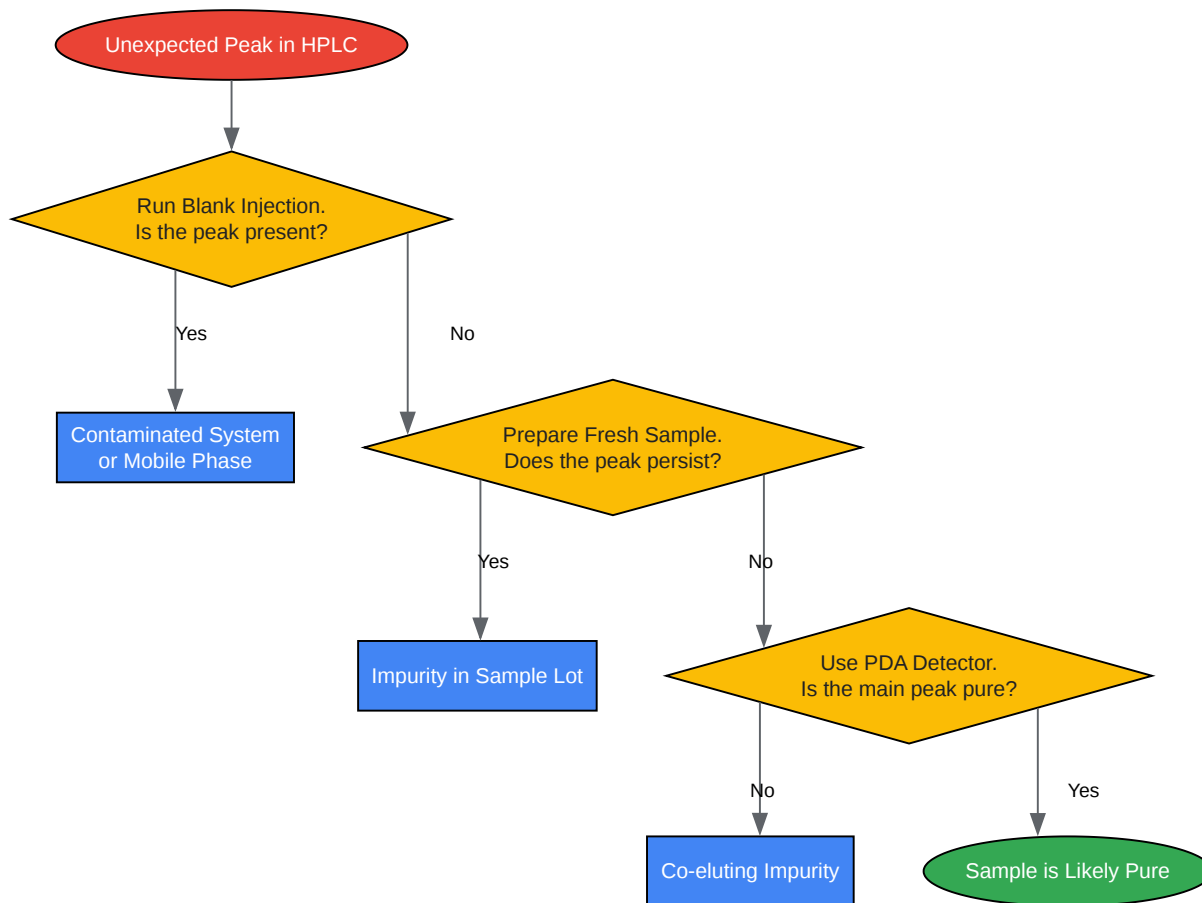 Unexpected Peak in HPLC
Run Blank Injection.
Is the peak present?
Yes
No
Contaminated System
or Mobile Phase
Prepare Fresh Sample.
Does the peak persist?
Yes
No
Impurity in Sample Lot
Use PDA Detector.
Is the main peak pure?
No
Yes
Co-eluting Impurity
Sample is Likely Pure